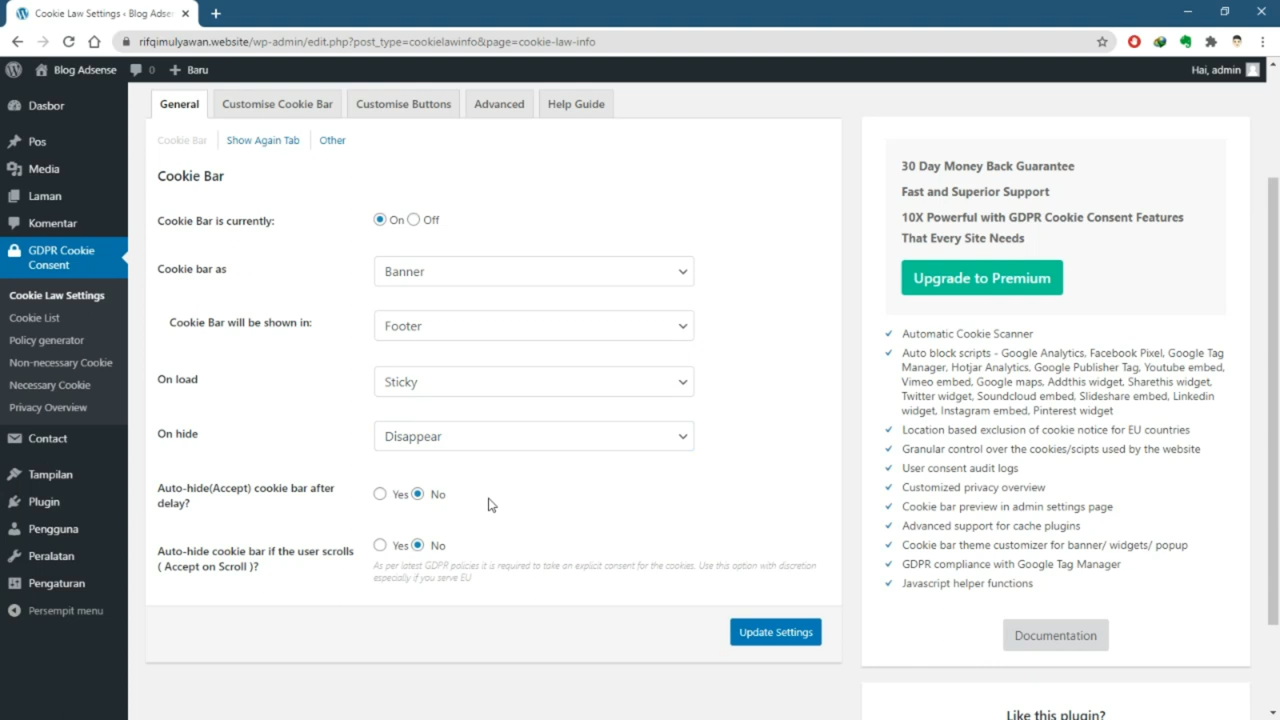 Cookie Law Settings ‹ Blog Adse
rifqimulyawan.website/wp-admin/edit.php?post_type=cookielawinfo&page=cookie-law-info
Blog Adsense
0
Baru
Hai, admin
Dasbor
Pos
Media
Laman
Komentar
GDPR Cookie
Consent
Cookie Law Settings
Cookie List
Policy generator
Non-necessary Cookie
Necessary Cookie
Privacy Overview
Contact
Tampilan
Plugin
Pengguna
Peralatan
Pengaturan
Persempit menu
General
Customise Cookie Bar
Customise Buttons
Advanced
Help Guide
Cookie Bar
Show Again Tab
Other
Cookie Bar
Cookie Bar is currently:
On
Off
Cookie bar as
Banner
Cookie Bar will be shown in:
Footer
On load
Sticky
On hide
Disappear
Auto-hide(Accept) cookie bar after
delay?
Yes
No
Auto-hide cookie bar if the user scrolls
( Accept on Scroll )?
Yes
No
As per latest GDPR policies it is required to take an explicit consent for the cookies. Use this option with discretion
especially if you serve EU
Update Settings
30 Day Money Back Guarantee
Fast and Superior Support
10X Powerful with GDPR Cookie Consent Features
That Every Site Needs
Upgrade to Premium
Automatic Cookie Scanner
Auto block scripts - Google Analytics, Facebook Pixel, Google Tag
Manager, Hotjar Analytics, Google Publisher Tag, Youtube embed,
Vimeo embed, Google maps, Addthis widget, Sharethis widget,
Twitter widget, Soundcloud embed, Slideshare embed, Linkedin
widget, Instagram embed, Pinterest widget
Location based exclusion of cookie notice for EU countries
Granular control over the cookies/scipts used by the website
User consent audit logs
Customized privacy overview
Cookie bar preview in admin settings page
Advanced support for cache plugins
Cookie bar theme customizer for banner/ widgets/ popup
GDPR compliance with Google Tag Manager
Javascript helper functions
Documentation
Like this plugin?